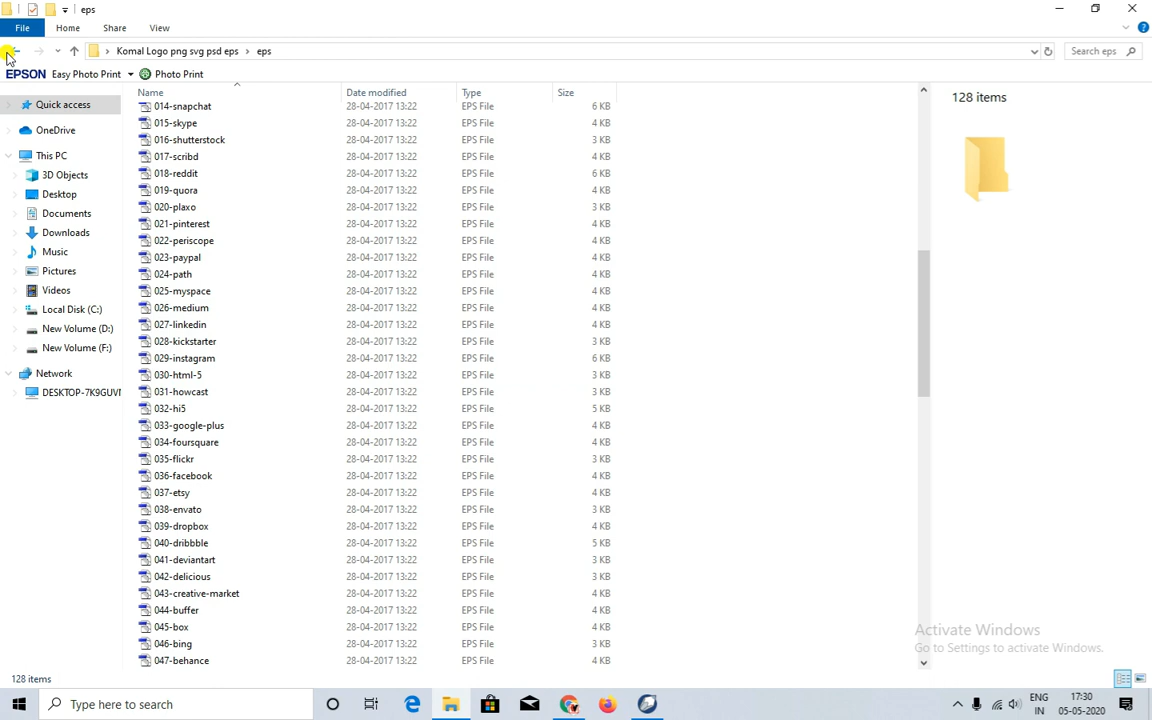 eps
File Home Share View
Komal Logo png svg psd eps › eps Search eps
EPSON Easy Photo Print Photo Print
Name Date modified Type Size
128 items
Quick access
OneDrive
This PC
3D Objects
Desktop
Documents
Downloads
Music
Pictures
Videos
Local Disk (C:)
New Volume (D:)
New Volume (F:)
Network
DESKTOP-7K9GUVI
014-snapchat 28-04-2017 13:22 EPS File 6 KB
015-skype 28-04-2017 13:22 EPS File 4 KB
016-shutterstock 28-04-2017 13:22 EPS File 3 KB
017-scribd 28-04-2017 13:22 EPS File 4 KB
018-reddit 28-04-2017 13:22 EPS File 6 KB
019-quora 28-04-2017 13:22 EPS File 4 KB
020-plaxo 28-04-2017 13:22 EPS File 3 KB
021-pinterest 28-04-2017 13:22 EPS File 4 KB
022-periscope 28-04-2017 13:22 EPS File 4 KB
023-paypal 28-04-2017 13:22 EPS File 4 KB
024-path 28-04-2017 13:22 EPS File 4 KB
025-myspace 28-04-2017 13:22 EPS File 4 KB
026-medium 28-04-2017 13:22 EPS File 4 KB
027-linkedin 28-04-2017 13:22 EPS File 4 KB
028-kickstarter 28-04-2017 13:22 EPS File 3 KB
029-instagram 28-04-2017 13:22 EPS File 6 KB
030-html-5 28-04-2017 13:22 EPS File 3 KB
031-howcast 28-04-2017 13:22 EPS File 3 KB
032-hi5 28-04-2017 13:22 EPS File 5 KB
033-google-plus 28-04-2017 13:22 EPS File 4 KB
034-foursquare 28-04-2017 13:22 EPS File 4 KB
035-flickr 28-04-2017 13:22 EPS File 3 KB
036-facebook 28-04-2017 13:22 EPS File 4 KB
037-etsy 28-04-2017 13:22 EPS File 4 KB
038-envato 28-04-2017 13:22 EPS File 3 KB
039-dropbox 28-04-2017 13:22 EPS File 4 KB
040-dribbble 28-04-2017 13:22 EPS File 5 KB
041-deviantart 28-04-2017 13:22 EPS File 3 KB
042-delicious 28-04-2017 13:22 EPS File 3 KB
043-creative-market 28-04-2017 13:22 EPS File 3 KB
044-buffer 28-04-2017 13:22 EPS File 4 KB
045-box 28-04-2017 13:22 EPS File 4 KB
046-bing 28-04-2017 13:22 EPS File 3 KB
047-behance 28-04-2017 13:22 EPS File 4 KB
Activate Windows
Go to Settings to activate Windows.
128 items
Type here to search
ENG 17:30
IN 05-05-2020